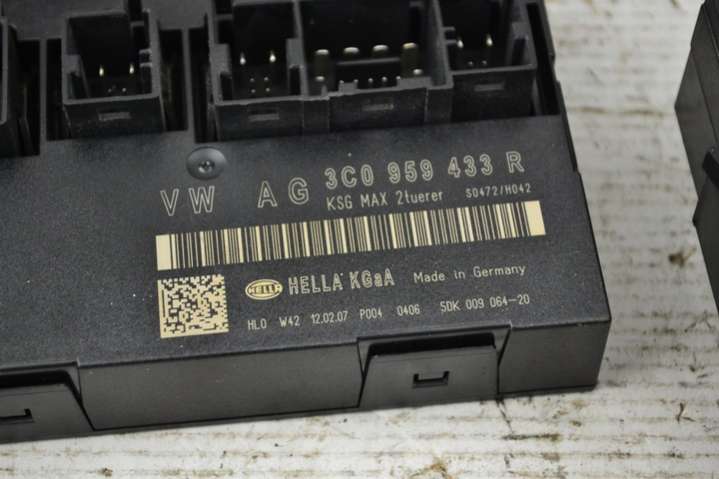 VW AG 3C0 959 433 R
KSG MAX 2tuerer S0472/H042
HELLA HELLA KGaA Made in Germany
HLO W42 12.02.07 P004 0406 5DK 009 064-20